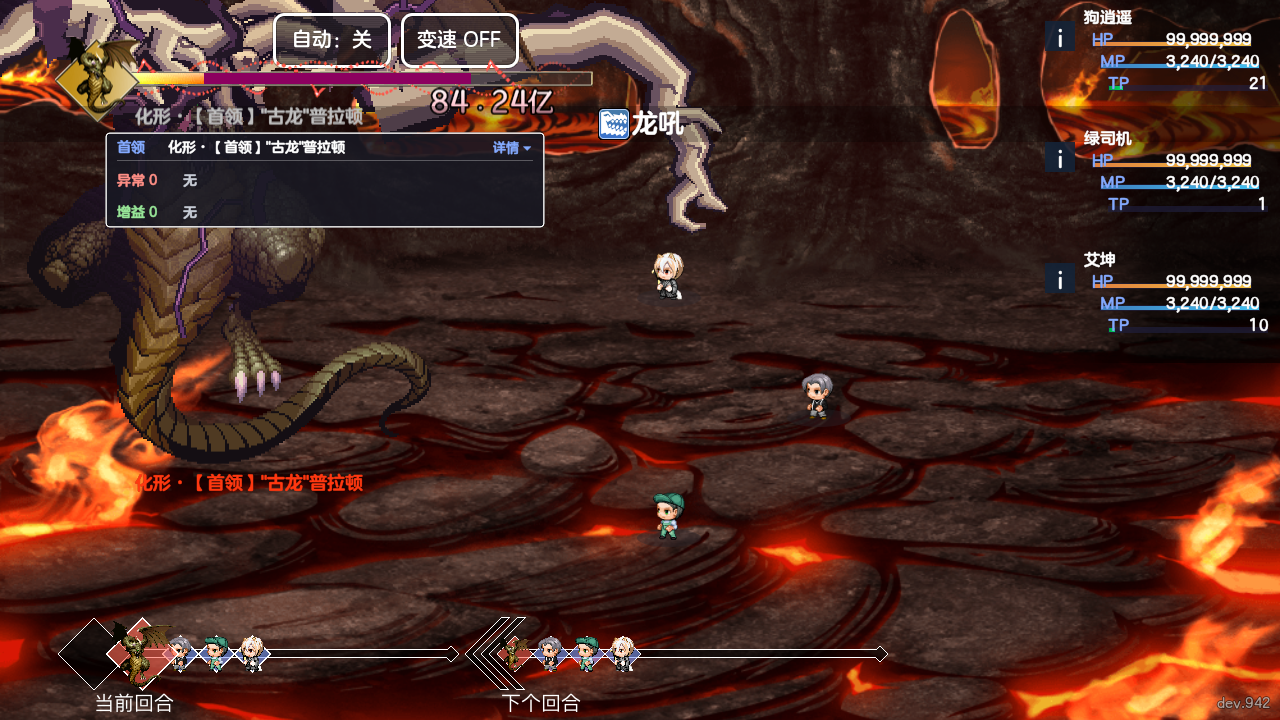 自动：关
变速 OFF
84.24亿
化形·【首领】"古龙"普拉顿
首领 化形·【首领】"古龙"普拉顿 详情
异常 0 无
增益 0 无
龙吼
狗逍遥
HP 99,999,999
MP 3,240/3,240
TP 21
绿司机
HP 99,999,999
MP 3,240/3,240
TP 1
艾坤
HP 99,999,999
MP 3,240/3,240
TP 10
化形·【首领】"古龙"普拉顿
当前回合
下个回合
dev.942